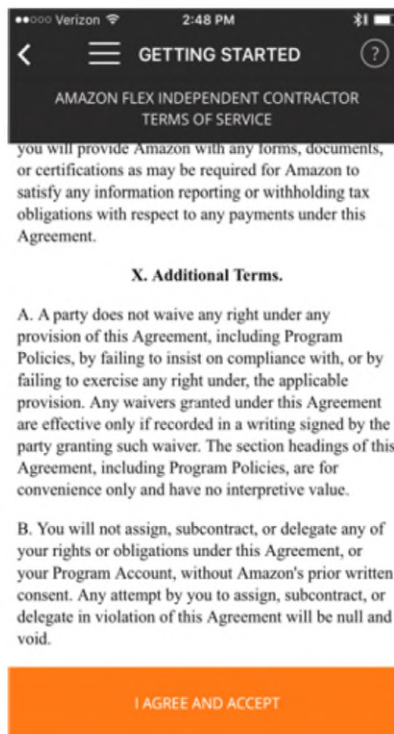 Verizon 2:48 PM
GETTING STARTED ?
AMAZON FLEX INDEPENDENT CONTRACTOR
TERMS OF SERVICE
you will provide Amazon with any forms, documents,
or certifications as may be required for Amazon to
satisfy any information reporting or withholding tax
obligations with respect to any payments under this
Agreement.
X. Additional Terms.
A. A party does not waive any right under any
provision of this Agreement, including Program
Policies, by failing to insist on compliance with, or by
failing to exercise any right under, the applicable
provision. Any waivers granted under this Agreement
are effective only if recorded in a writing signed by the
party granting such waiver. The section headings of this
Agreement, including Program Policies, are for
convenience only and have no interpretive value.
B. You will not assign, subcontract, or delegate any of
your rights or obligations under this Agreement, or
your Program Account, without Amazon's prior written
consent. Any attempt by you to assign, subcontract, or
delegate in violation of this Agreement will be null and
void.
I AGREE AND ACCEPT